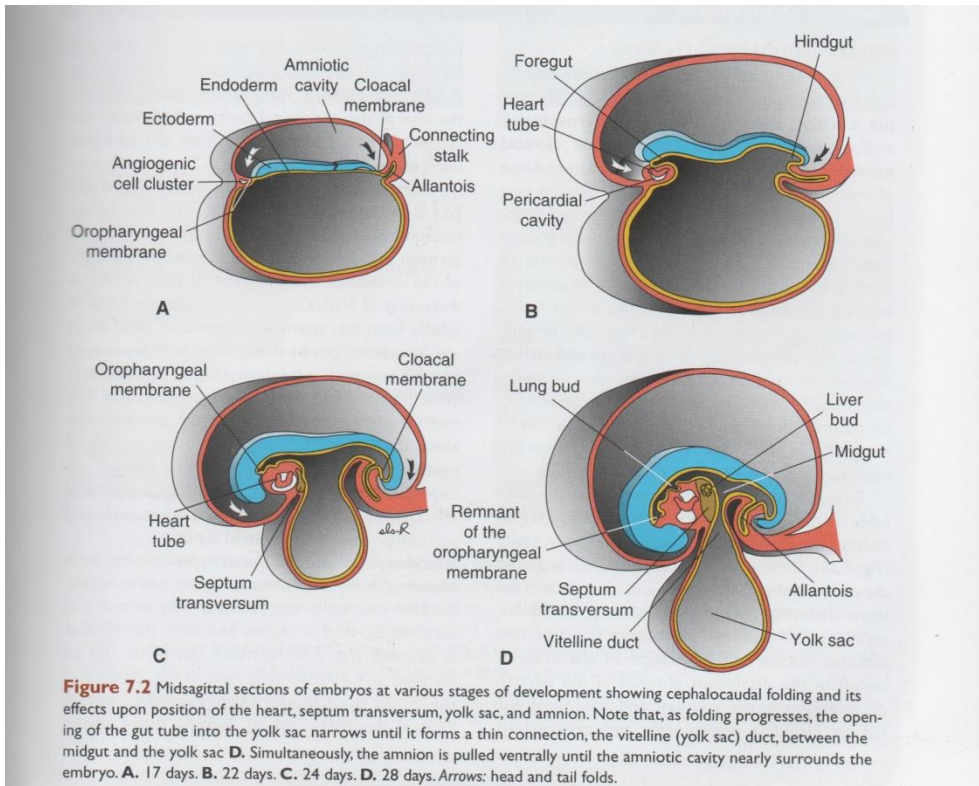 Endoderm
Amniotic
cavity
Cloacal
membrane
Ectoderm
Connecting
stalk
Angiogenic
cell cluster
Allantois
Oropharyngeal
membrane
A
Hindgut
Foregut
Heart
tube
Pericardial
cavity
B
Oropharyngeal
membrane
Cloacal
membrane
Heart
tube
sls-R
Septum
transversum
C
Lung bud
Liver
bud
Midgut
Remnant
of the
oropharyngeal
membrane
Septum
transversum
Allantois
Vitelline duct
Yolk sac
D
Figure 7.2 Midsagittal sections of embryos at various stages of development showing cephalocaudal folding and its
effects upon position of the heart, septum transversum, yolk sac, and amnion. Note that, as folding progresses, the open-
ing of the gut tube into the yolk sac narrows until it forms a thin connection, the vitelline (yolk sac) duct, between the
midgut and the yolk sac D. Simultaneously, the amnion is pulled ventrally until the amniotic cavity nearly surrounds the
embryo. A. 17 days. B. 22 days. C. 24 days. D. 28 days. Arrows: head and tail folds.